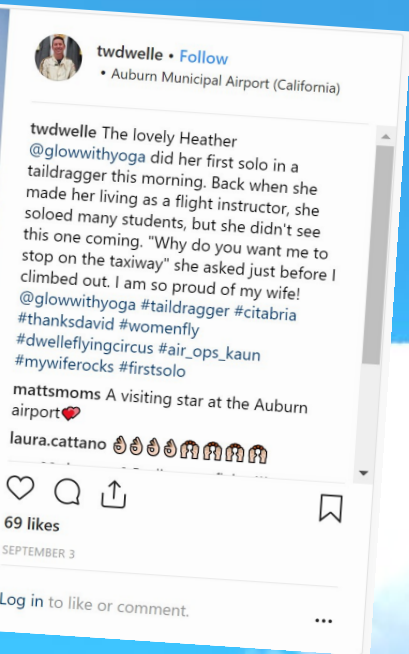 twdwelle • Follow
• Auburn Municipal Airport (California)
twdwelle The lovely Heather
@glowwithyoga did her first solo in a
taildragger this morning. Back when she
made her living as a flight instructor, she
soloed many students, but she didn't see
this one coming. "Why do you want me to
stop on the taxiway" she asked just before I
climbed out. I am so proud of my wife!
@glowwithyoga #taildragger #citabria
#thanksdavid #womenfly
#dwelleflyingcircus #air_ops_kaun
#mywiferocks #firstsolo
mattsmoms A visiting star at the Auburn
airport💕
laura.cattano 👌🏻👌🏻👌🏻👌🏻🙌🏻🙌🏻🙌🏻🙌🏻
69 likes
SEPTEMBER 3
Log in to like or comment.